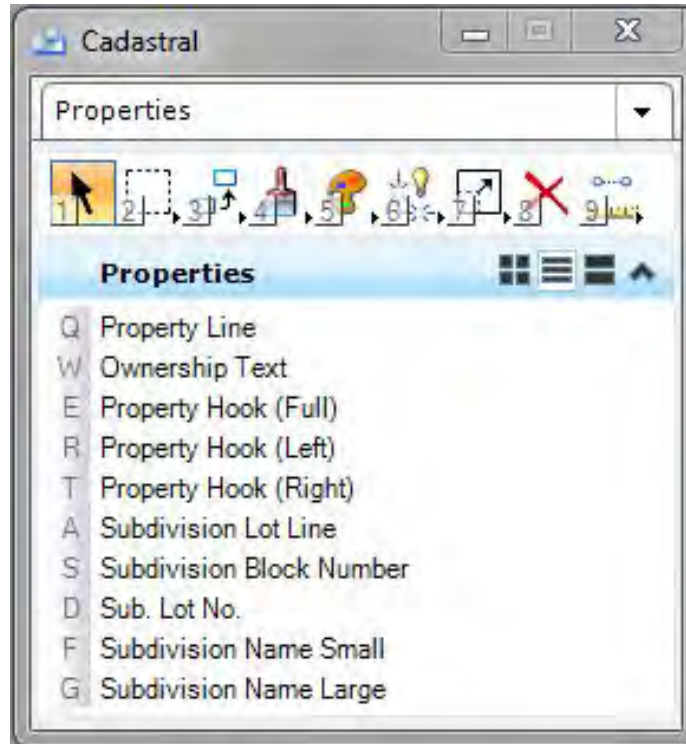 Cadastral
Properties
1 2 3 4 5 6 7 8 9
Properties
Q Property Line
W Ownership Text
E Property Hook (Full)
R Property Hook (Left)
T Property Hook (Right)
A Subdivision Lot Line
S Subdivision Block Number
D Sub. Lot No.
F Subdivision Name Small
G Subdivision Name Large